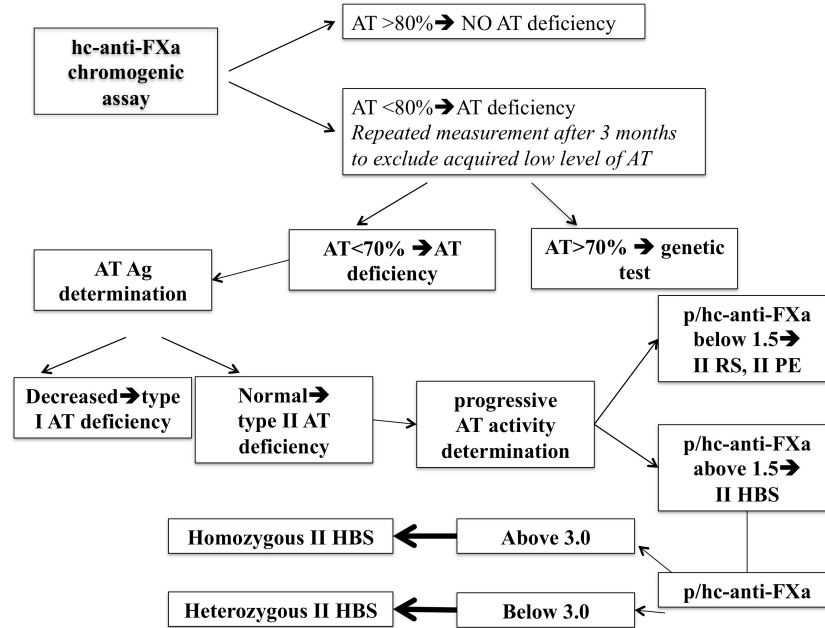 hc-anti-FXa
chromogenic
assay
AT >80%➔ NO AT deficiency
AT <80%➔AT deficiency
Repeated measurement after 3 months
to exclude acquired low level of AT
AT<70% ➔AT
deficiency
AT>70% ➔ genetic
test
AT Ag
determination
Decreased➔type
I AT deficiency
Normal➔
type II AT
deficiency
progressive
AT activity
determination
p/hc-anti-FXa
below 1.5➔
II RS, II PE
p/hc-anti-FXa
above 1.5➔
II HBS
p/hc-anti-FXa
Above 3.0
Homozygous II HBS
Below 3.0
Heterozygous II HBS